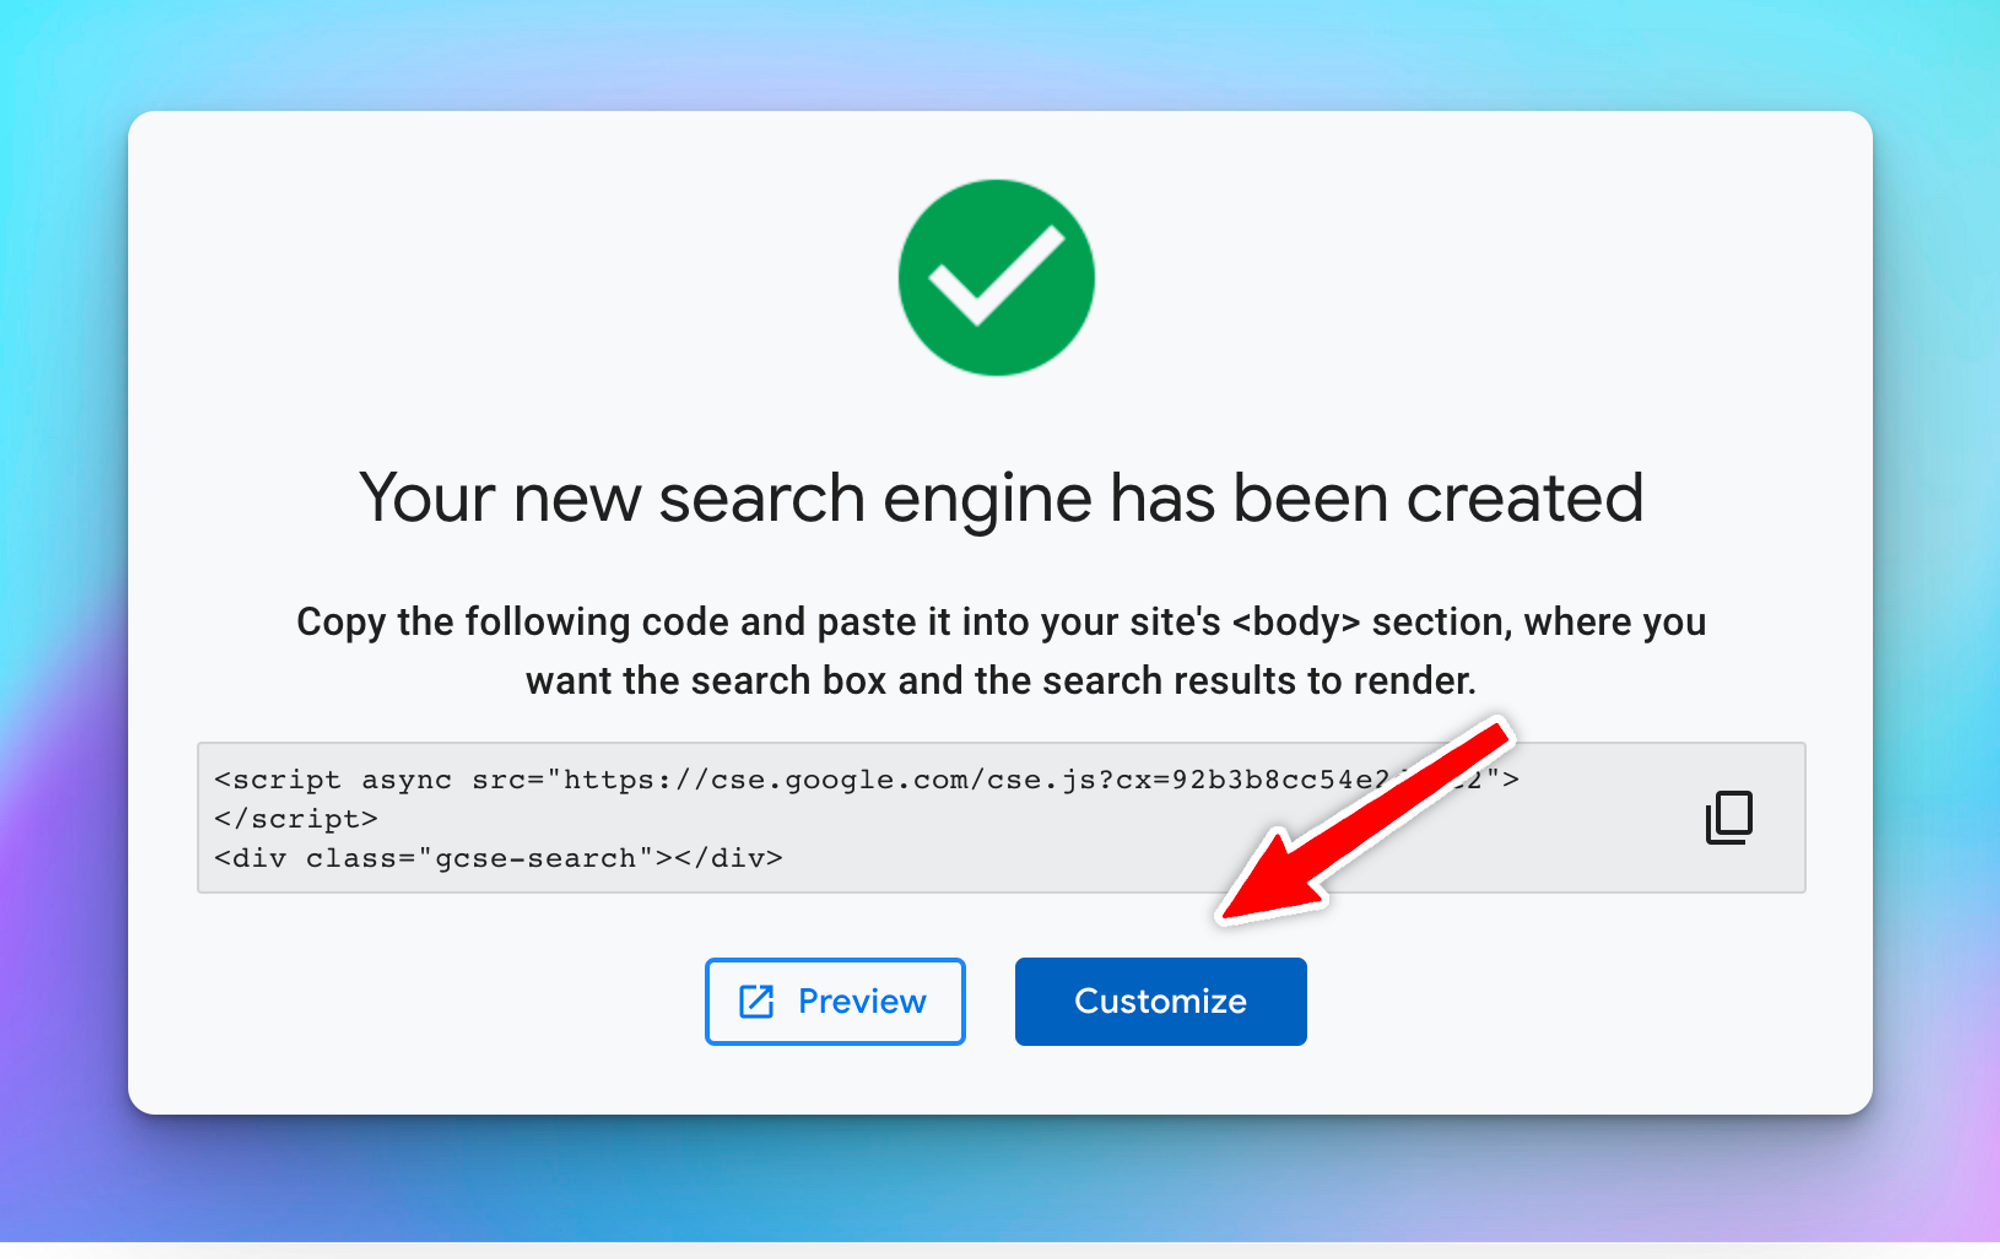 Your new search engine has been created
Copy the following code and paste it into your site's <body> section, where you
want the search box and the search results to render.
<script async src="https://cse.google.com/cse.js?cx=92b3b8cc54e2
</script>
<div class="gcse-search"></div>
Preview
Customize